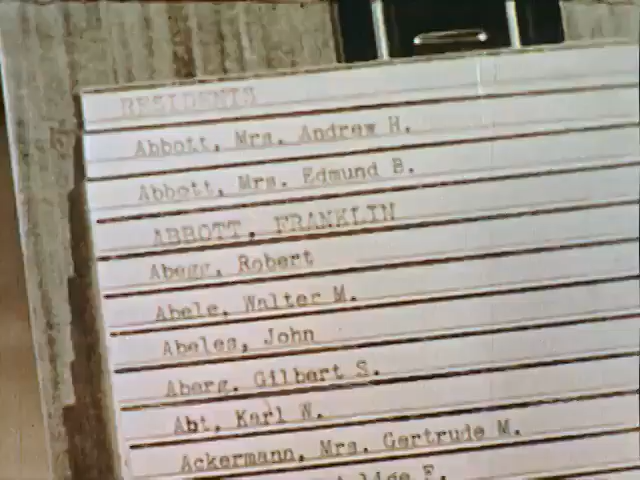 RESIDENTS
Abbott, Mrs. Andrew H.
Abbott, Mrs. Edmund B.
ABBOTT, FRANKLIN
Abegg, Robert
Abele, Walter M.
Abeles, John
Aberg, Gilbert S.
Abt, Karl W.
Ackermann, Mrs. Gertrude M.